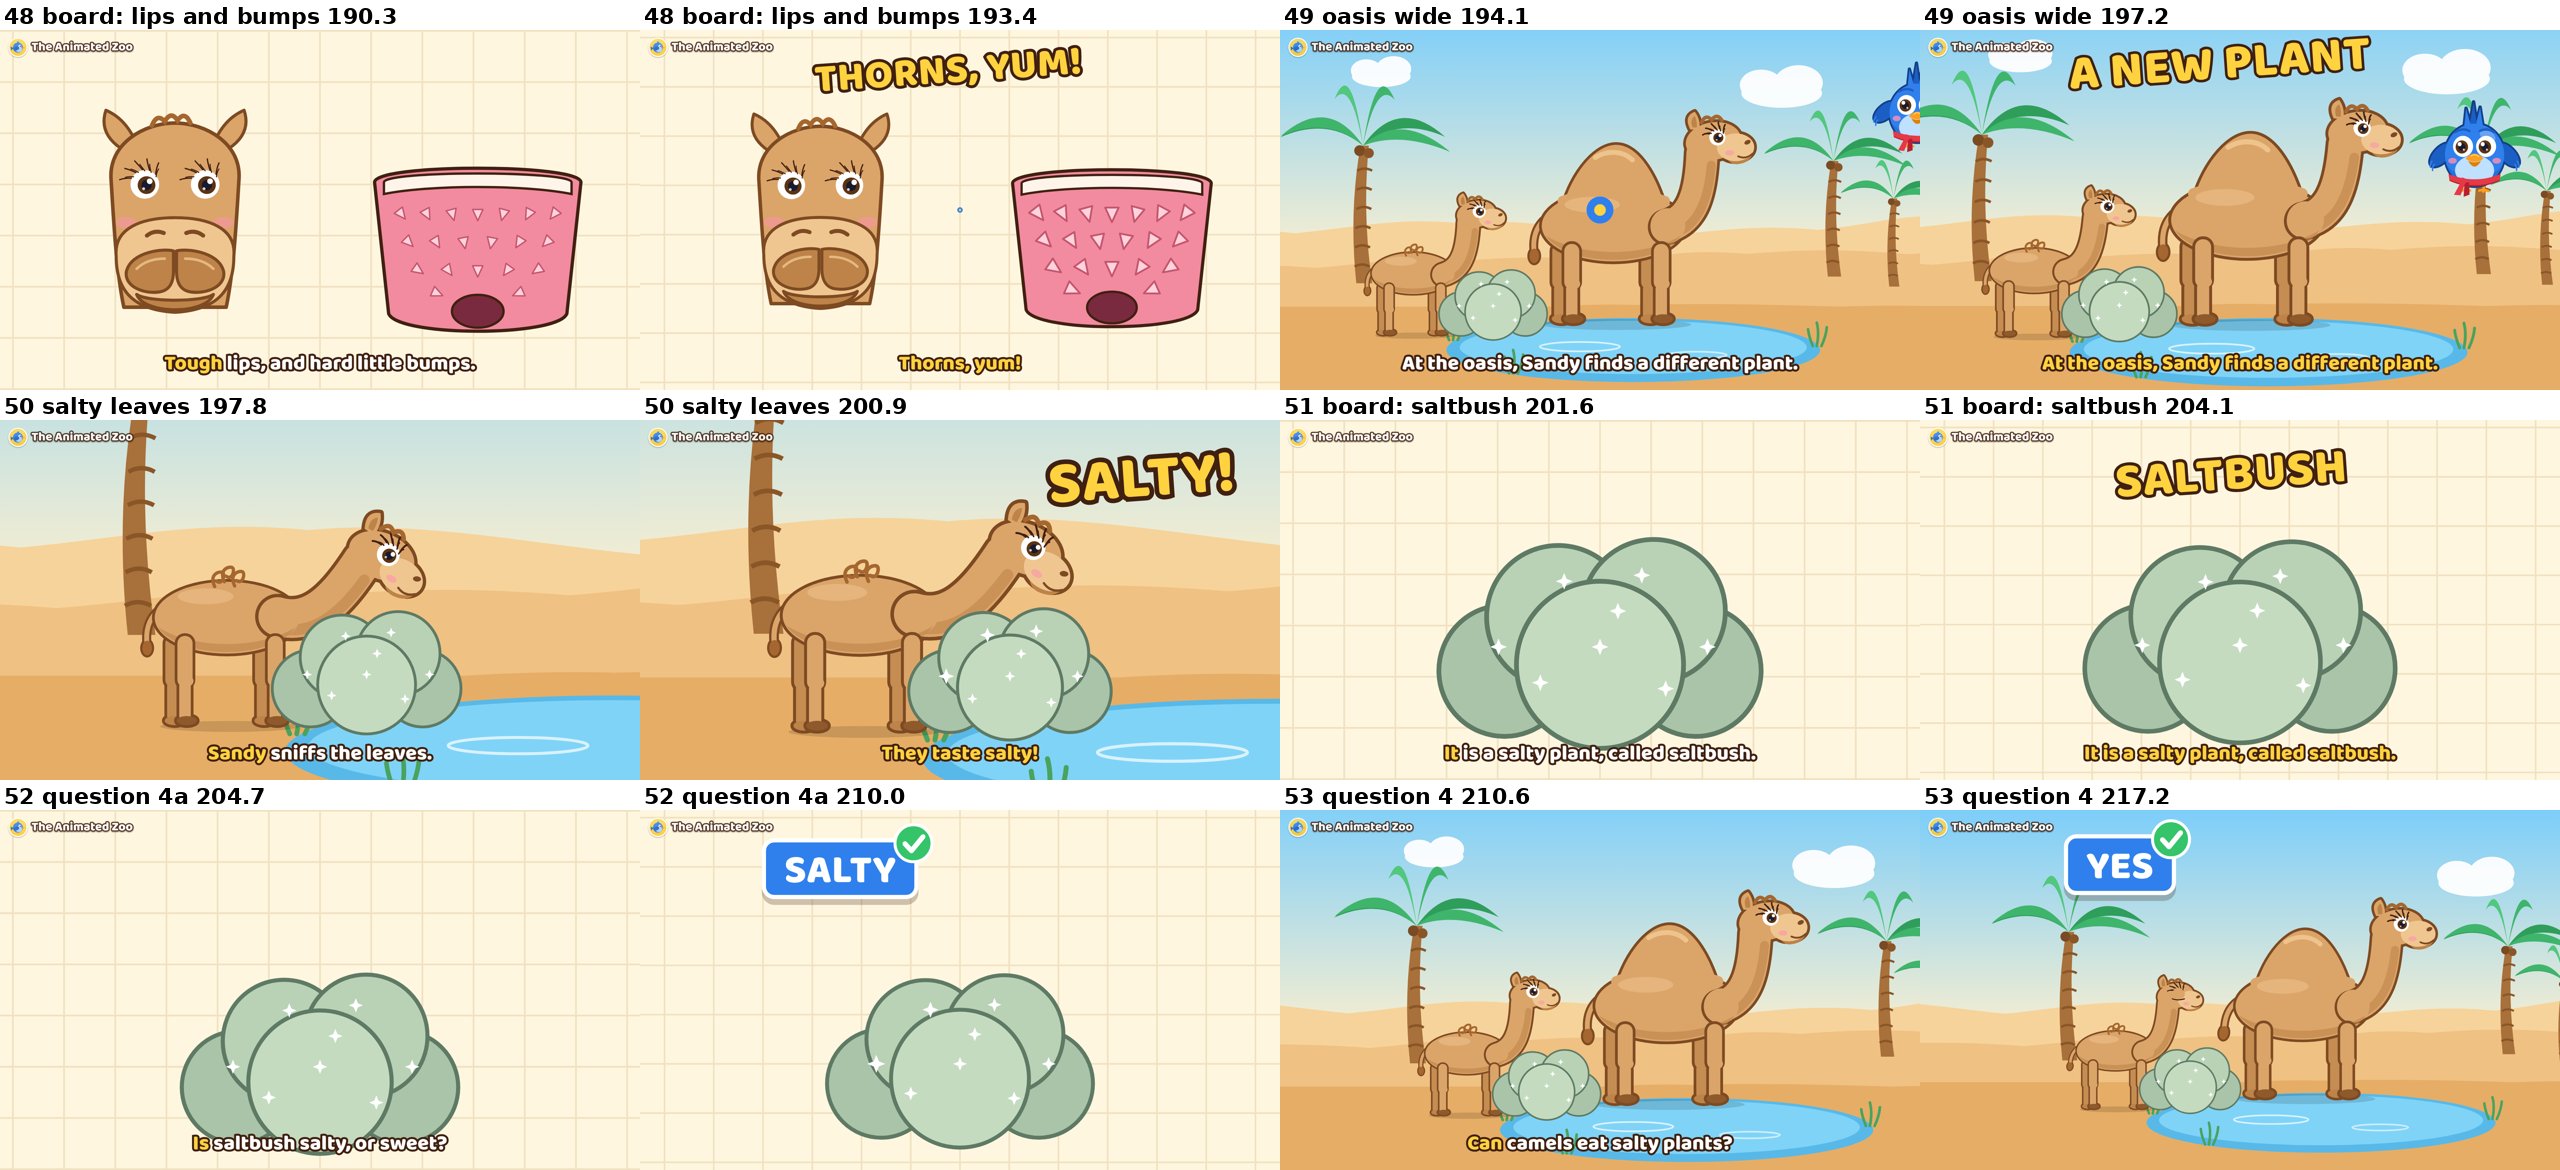 48 board: lips and bumps 190.3
The Animated Zoo
Tough lips, and hard little bumps.
48 board: lips and bumps 193.4
The Animated Zoo
THORNS, YUM!
Thorns, yum!
49 oasis wide 194.1
The Animated Zoo
At the oasis, Sandy finds a different plant.
49 oasis wide 197.2
The Animated Zoo
A NEW PLANT
At the oasis, Sandy finds a different plant.
50 salty leaves 197.8
The Animated Zoo
Sandy sniffs the leaves.
50 salty leaves 200.9
The Animated Zoo
SALTY!
They taste salty!
51 board: saltbush 201.6
The Animated Zoo
It is a salty plant, called saltbush.
51 board: saltbush 204.1
The Animated Zoo
SALTBUSH
It is a salty plant, called saltbush.
52 question 4a 204.7
The Animated Zoo
Is saltbush salty, or sweet?
52 question 4a 210.0
The Animated Zoo
SALTY
53 question 4 210.6
The Animated Zoo
Can camels eat salty plants?
53 question 4 217.2
The Animated Zoo
YES